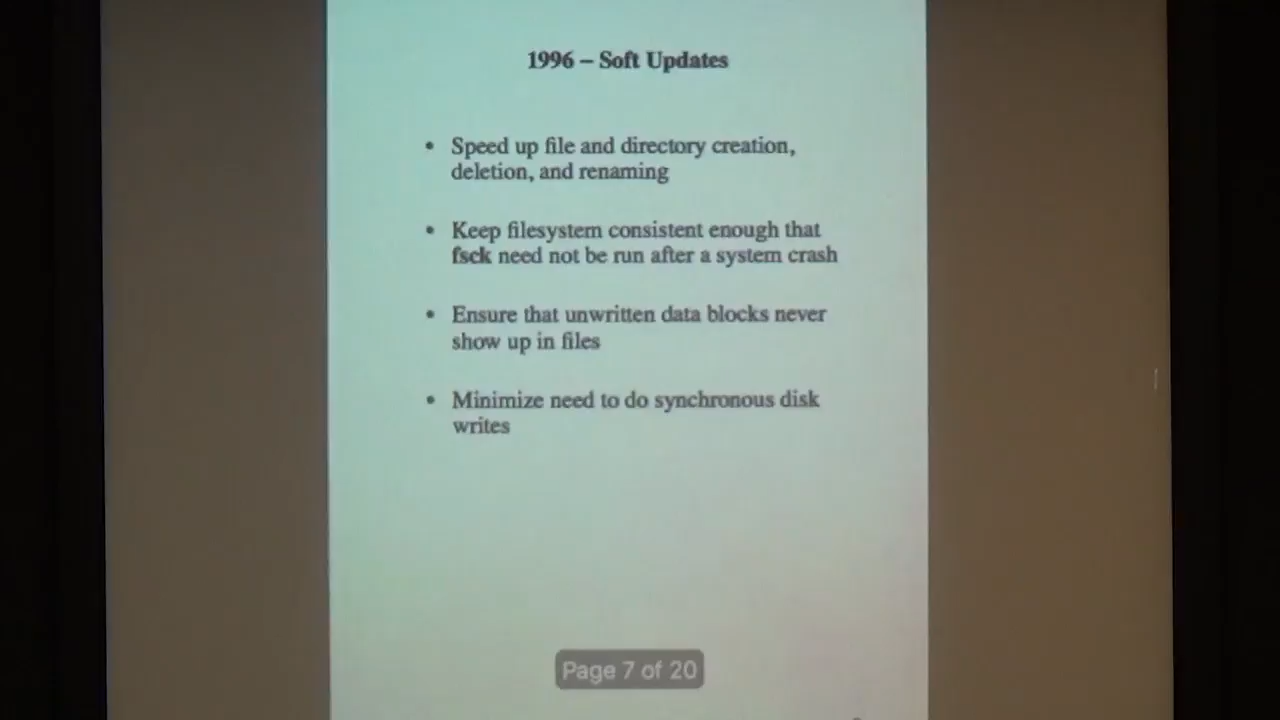 1996 – Soft Updates
• Speed up file and directory creation,
deletion, and renaming
• Keep filesystem consistent enough that
fsck need not be run after a system crash
• Ensure that unwritten data blocks never
show up in files
• Minimize need to do synchronous disk
writes
Page 7 of 20